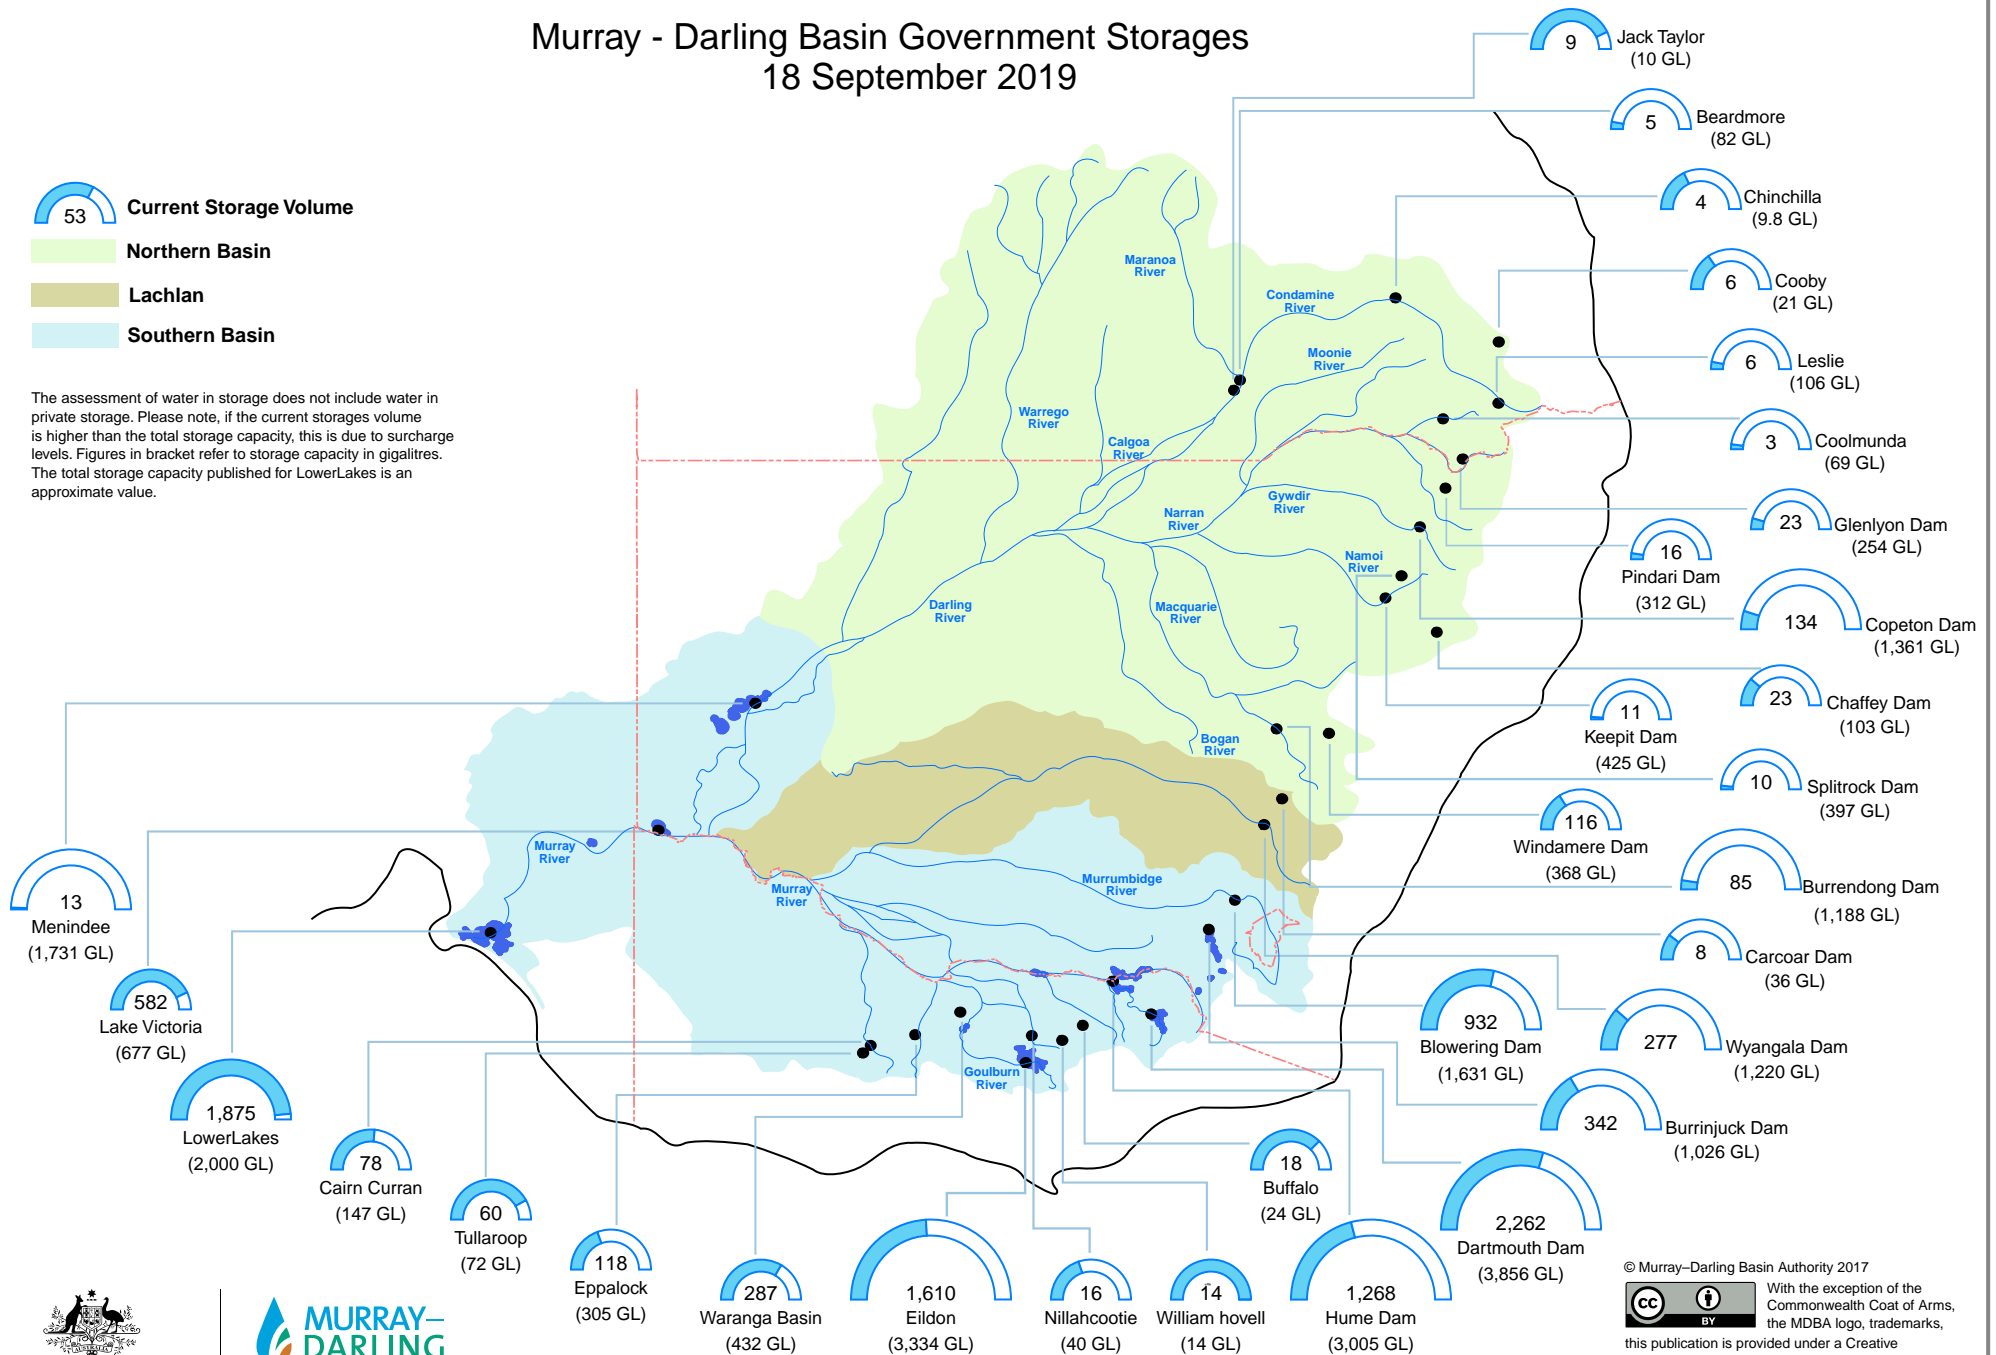 Murray - Darling Basin Government Storages
18 September 2019
53
Current Storage Volume
Northern Basin
Lachlan
Southern Basin
The assessment of water in storage does not include water in
private storage. Please note, if the current storages volume
is higher than the total storage capacity, this is due to surcharge
levels. Figures in bracket refer to storage capacity in gigalitres.
The total storage capacity published for LowerLakes is an
approximate value.
9
Jack Taylor
(10 GL)
5
Beardmore
(82 GL)
4
Chinchilla
(9.8 GL)
6
Cooby
(21 GL)
6
Leslie
(106 GL)
3
Coolmunda
(69 GL)
23
Glenlyon Dam
(254 GL)
16
Pindari Dam
(312 GL)
134
Copeton Dam
(1,361 GL)
23
Chaffey Dam
(103 GL)
11
Keepit Dam
(425 GL)
10
Splitrock Dam
(397 GL)
116
Windamere Dam
(368 GL)
85
Burrendong Dam
(1,188 GL)
8
Carcoar Dam
(36 GL)
932
Blowering Dam
(1,631 GL)
277
Wyangala Dam
(1,220 GL)
342
Burrinjuck Dam
(1,026 GL)
2,262
Dartmouth Dam
(3,856 GL)
18
Buffalo
(24 GL)
1,268
Hume Dam
(3,005 GL)
14
William hovell
(14 GL)
16
Nillahcootie
(40 GL)
1,610
Eildon
(3,334 GL)
287
Waranga Basin
(432 GL)
118
Eppalock
(305 GL)
60
Tullaroop
(72 GL)
78
Cairn Curran
(147 GL)
1,875
LowerLakes
(2,000 GL)
582
Lake Victoria
(677 GL)
13
Menindee
(1,731 GL)
Maranoa
River
Condamine
River
Moonie
River
Warrego
River
Calgoa
River
Gywdir
River
Narran
River
Namoi
River
Darling
River
Macquarie
River
Bogan
River
Murray
River
Murray
River
Murrumbidge
River
Goulburn
River
AUSTRALIA
MURRAY–
DARLING
© Murray–Darling Basin Authority 2017
cc
BY
With the exception of the
Commonwealth Coat of Arms,
the MDBA logo, trademarks,
this publication is provided under a Creative